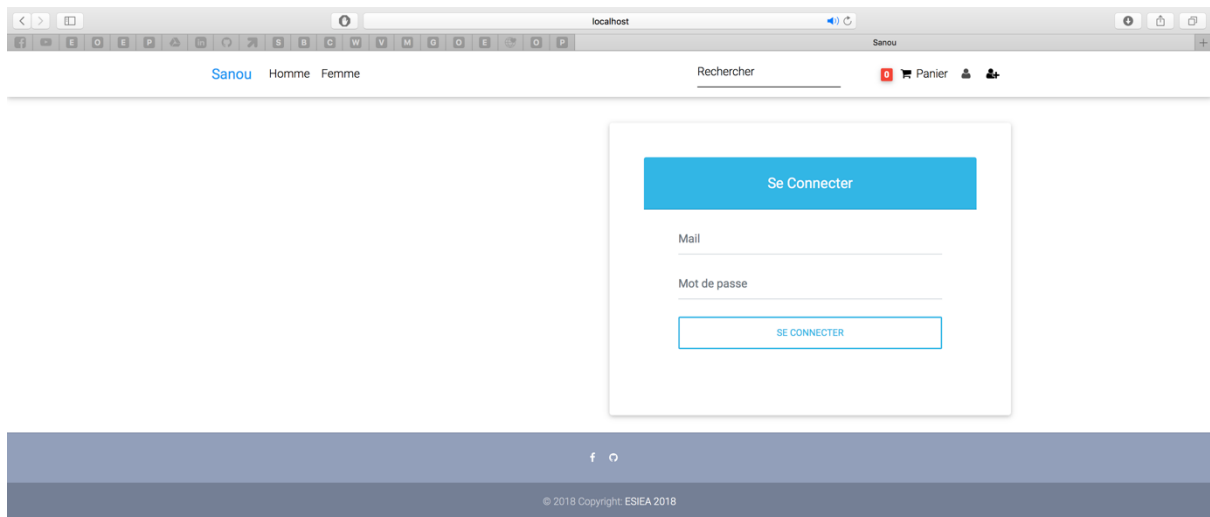 localhost
E O E P in S B C W V M G O E O P
Sanou
Sanou Homme Femme Rechercher 0 Panier
Se Connecter
Mail
Mot de passe
SE CONNECTER
© 2018 Copyright: ESIEA 2018